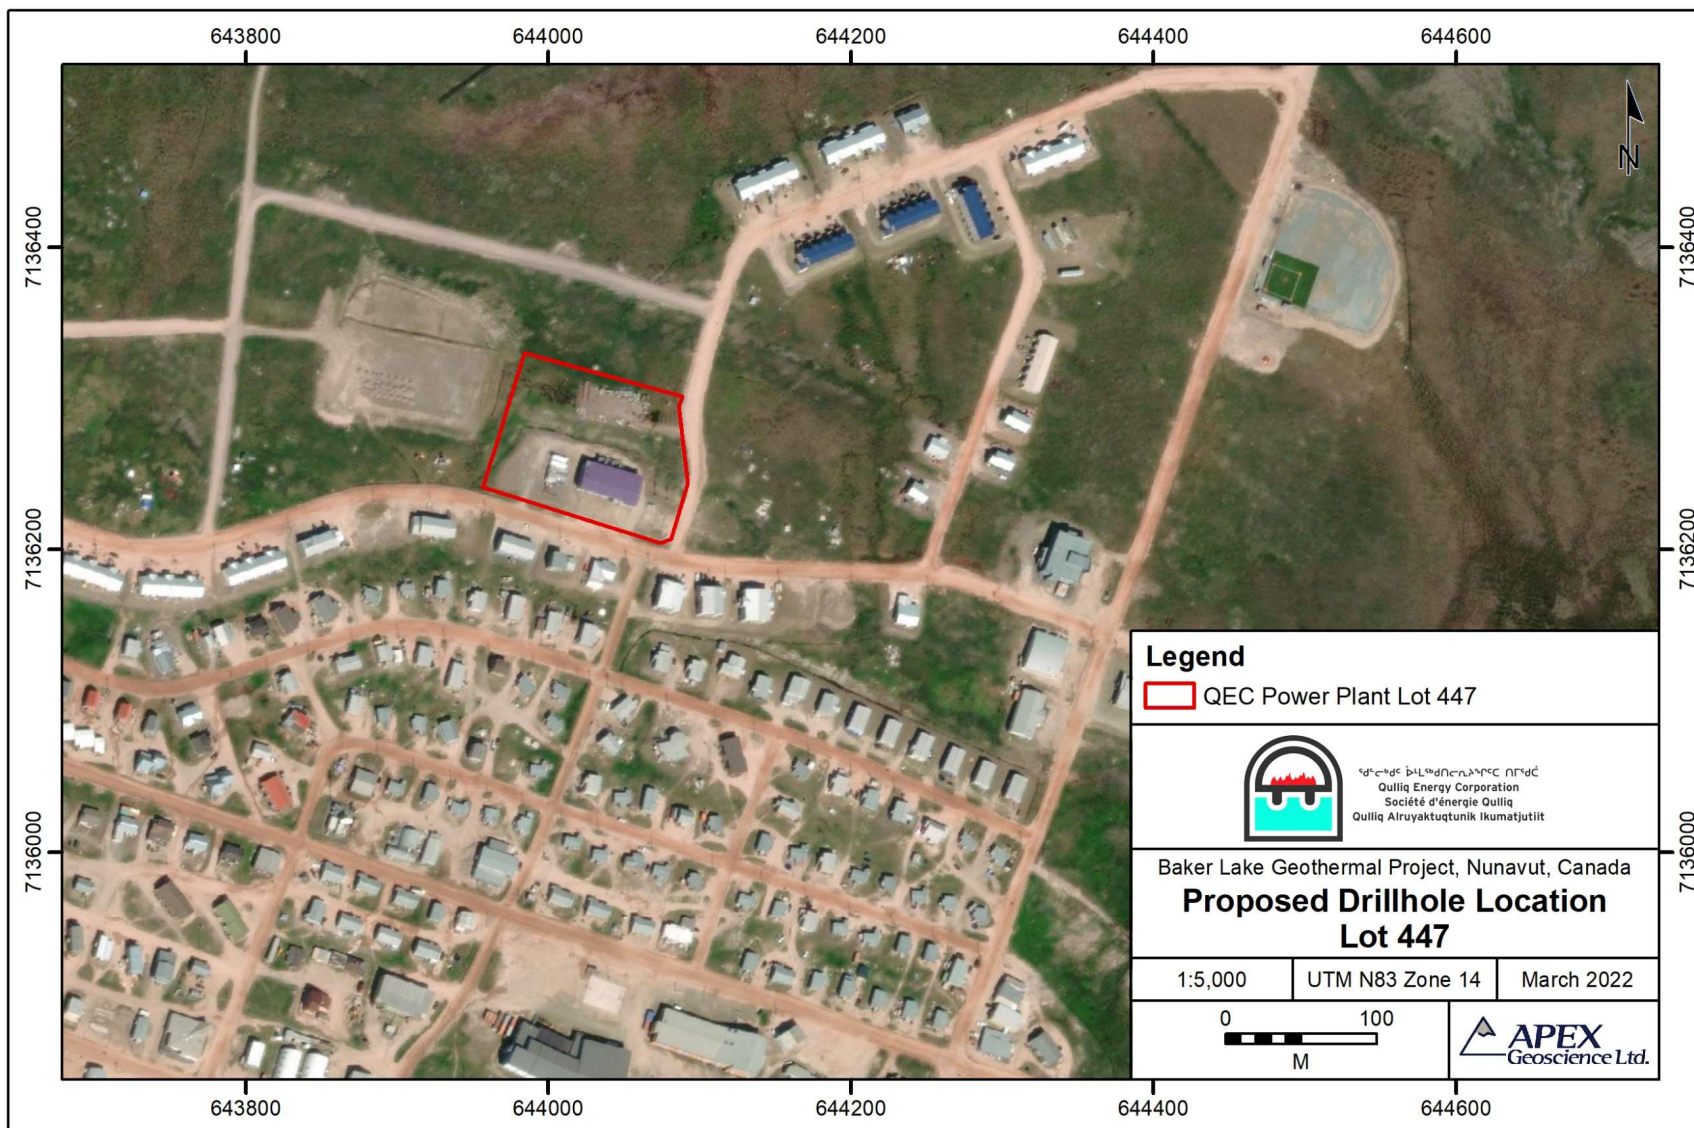 643800 644000 644200 644400 644600
N
7136400 7136400
7136200 7136200
7136000 7136000
Legend
QEC Power Plant Lot 447
Qulliq Energy Corporation
Société d'énergie Qulliq
Qulliq Alruyaktuqtunik Ikumatjutiit
Baker Lake Geothermal Project, Nunavut, Canada
Proposed Drillhole Location
Lot 447
1:5,000 UTM N83 Zone 14 March 2022
0 100
M
APEX
Geoscience Ltd.
643800 644000 644200 644400 644600